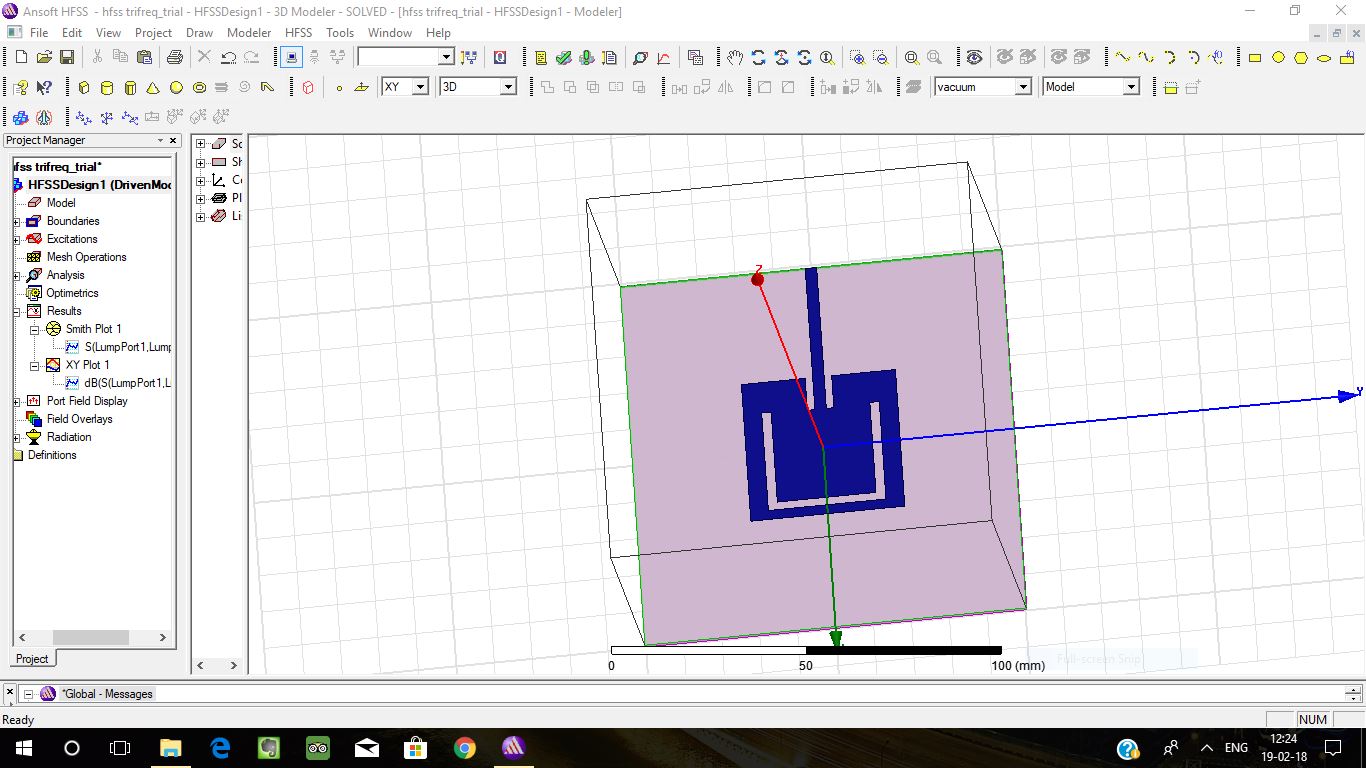 Ansoft HFSS - hfss trifreq_trial - HFSSDesign1 - 3D Modeler - SOLVED - [hfss trifreq_trial - HFSSDesign1 - Modeler]
File Edit View Project Draw Modeler HFSS Tools Window Help
XY 3D vacuum Model
Project Manager
hfss trifreq_trial*
HFSSDesign1 (DrivenMod
Model
Boundaries
Excitations
Mesh Operations
Analysis
Optimetrics
Results
Smith Plot 1
S(LumpPort1,Lump
XY Plot 1
dB(S(LumpPort1,L
Port Field Display
Field Overlays
Radiation
Definitions
Project
So
Sh
Co
Pl
Li
Z
Y
0 50 100 (mm)
Full-screen Snip
*Global - Messages
Ready
NUM
ENG
12:24
19-02-18